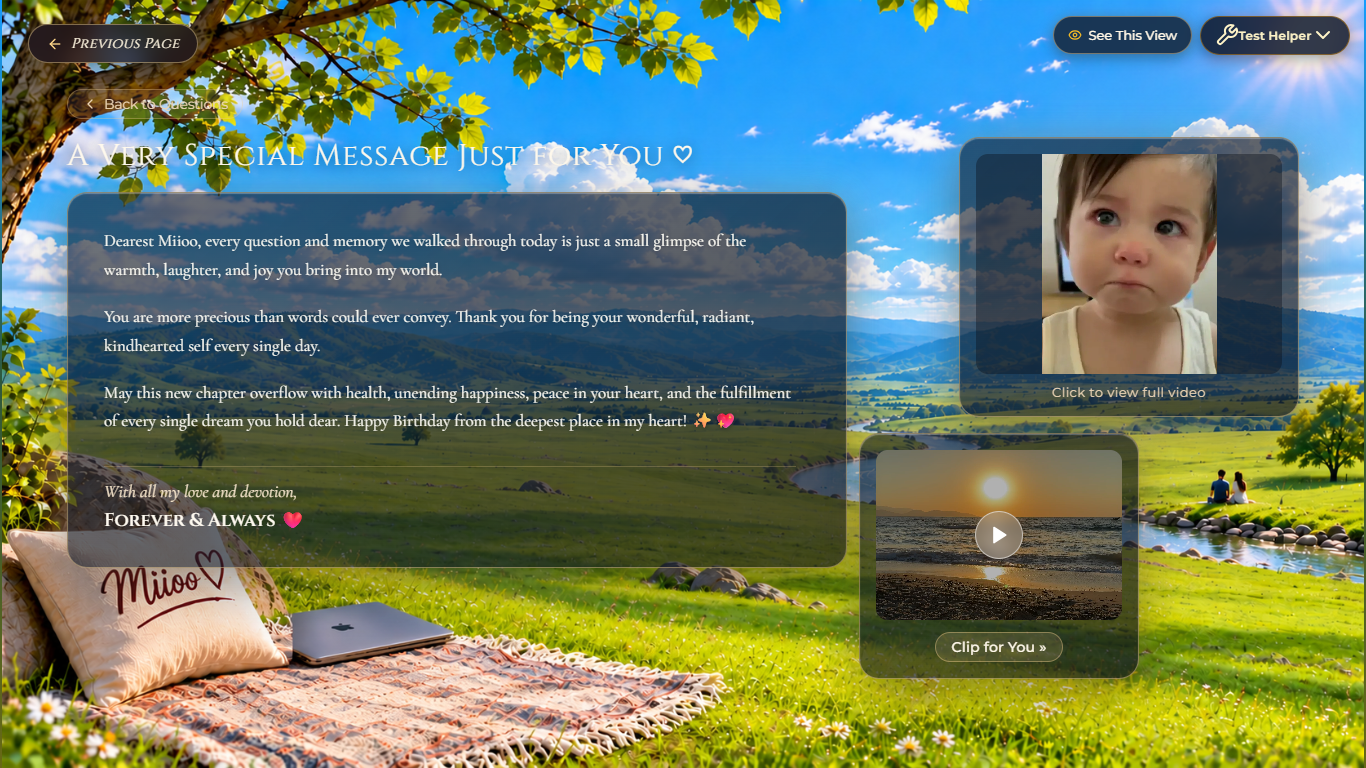 Previous Page
See This View
Test Helper
Back to Questions
A Very Special Message Just for You ♡
Dearest Miioo, every question and memory we walked through today is just a small glimpse of the
warmth, laughter, and joy you bring into my world.
You are more precious than words could ever convey. Thank you for being your wonderful, radiant,
kindhearted self every single day.
May this new chapter overflow with health, unending happiness, peace in your heart, and the fulfillment
of every single dream you hold dear. Happy Birthday from the deepest place in my heart! ✨ 💖
With all my love and devotion,
Forever & Always ❤️
Click to view full video
Clip for You »
Miioo♡